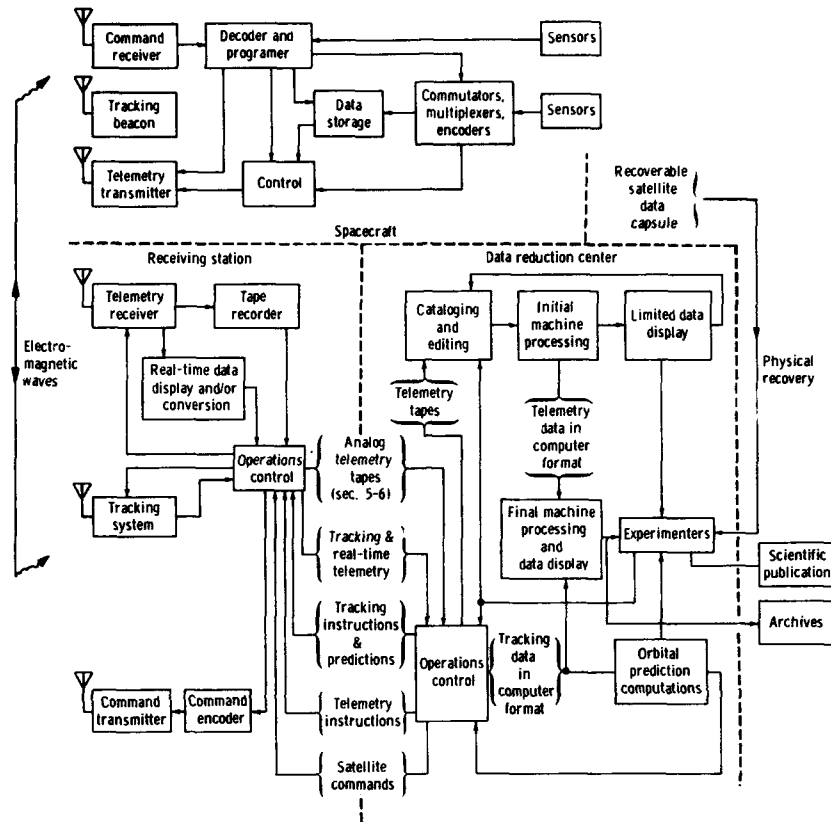 Command
receiver
Decoder and
programer
Sensors
Tracking
beacon
Data
storage
Commutators,
multiplexers,
encoders
Sensors
Telemetry
transmitter
Control
Recoverable
satellite
data
capsule
Spacecraft
Receiving station
Data reduction center
Telemetry
receiver
Tape
recorder
Cataloging
and
editing
Initial
machine
processing
Limited data
display
Electro-
magnetic
waves
Real-time data
display and/or
conversion
Physical
recovery
Telemetry
tapes
Telemetry
data in
computer
format
Operations
control
Analog
telemetry
tapes
(sec. 5-6)
Tracking
system
Final machine
processing
and
data display
Experimenters
Scientific
publication
Tracking &
real-time
telemetry
Archives
Tracking
instructions
&
predictions
Operations
control
Tracking
data in
computer
format
Orbital
prediction
computations
Command
transmitter
Command
encoder
Telemetry
instructions
Satellite
commands